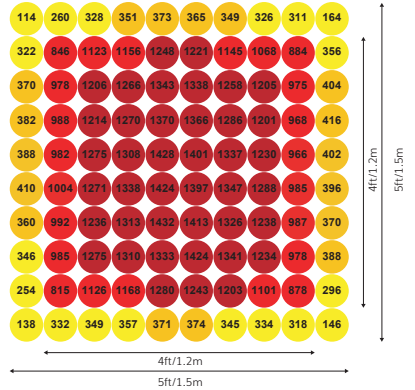 114 260 328 351 373 365 349 326 311 164
322 846 1123 1156 1248 1221 1145 1068 884 356
370 978 1206 1266 1343 1338 1258 1205 975 404
382 988 1214 1270 1370 1366 1286 1201 968 416
388 982 1275 1308 1428 1401 1337 1230 966 402
410 1004 1271 1338 1424 1397 1347 1288 985 396
360 992 1236 1313 1432 1413 1326 1238 987 370
346 985 1275 1310 1333 1424 1341 1234 978 388
254 815 1126 1168 1280 1243 1203 1101 878 296
138 332 349 357 371 374 345 334 318 146
4ft/1.2m
5ft/1.5m
4ft/1.2m
5ft/1.5m